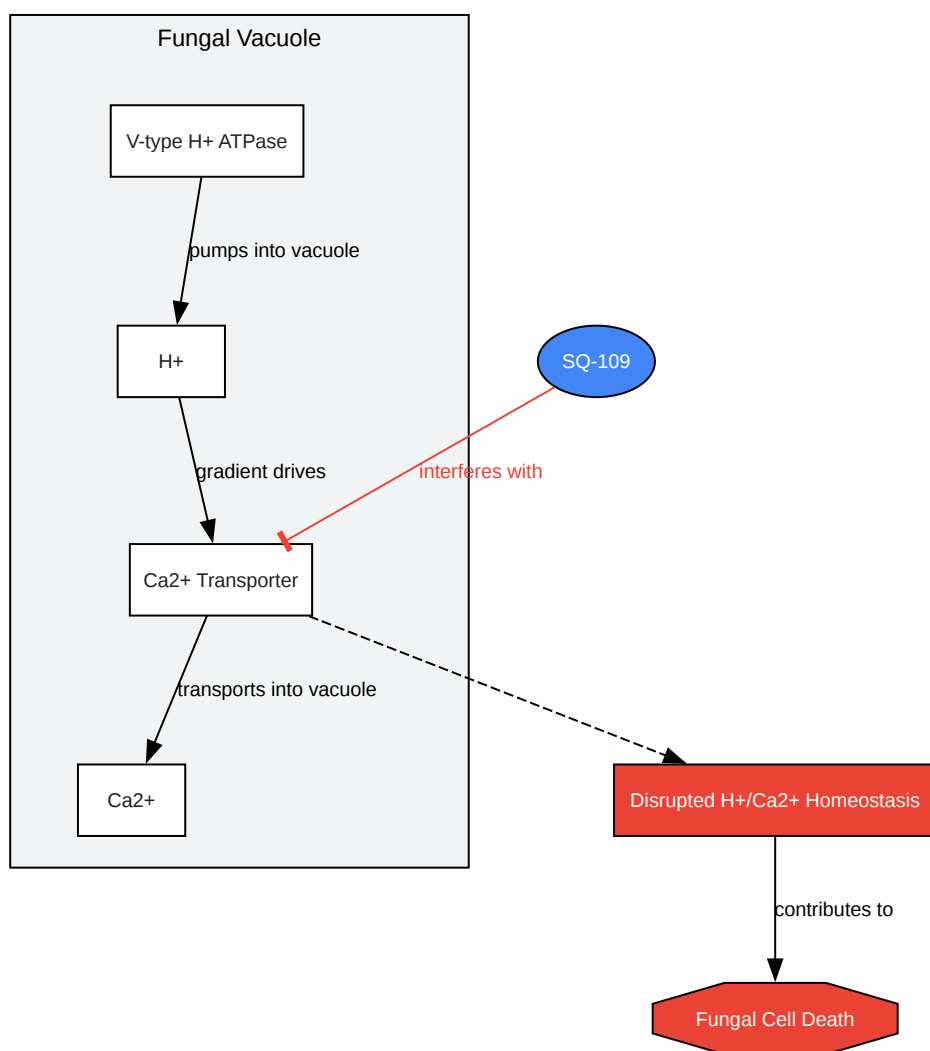 Fungal Vacuole
V-type H+ ATPase
pumps into vacuole
H+
SQ-109
gradient drives
interferes with
Ca2+ Transporter
transports into vacuole
Ca2+
Disrupted H+/Ca2+ Homeostasis
contributes to
Fungal Cell Death